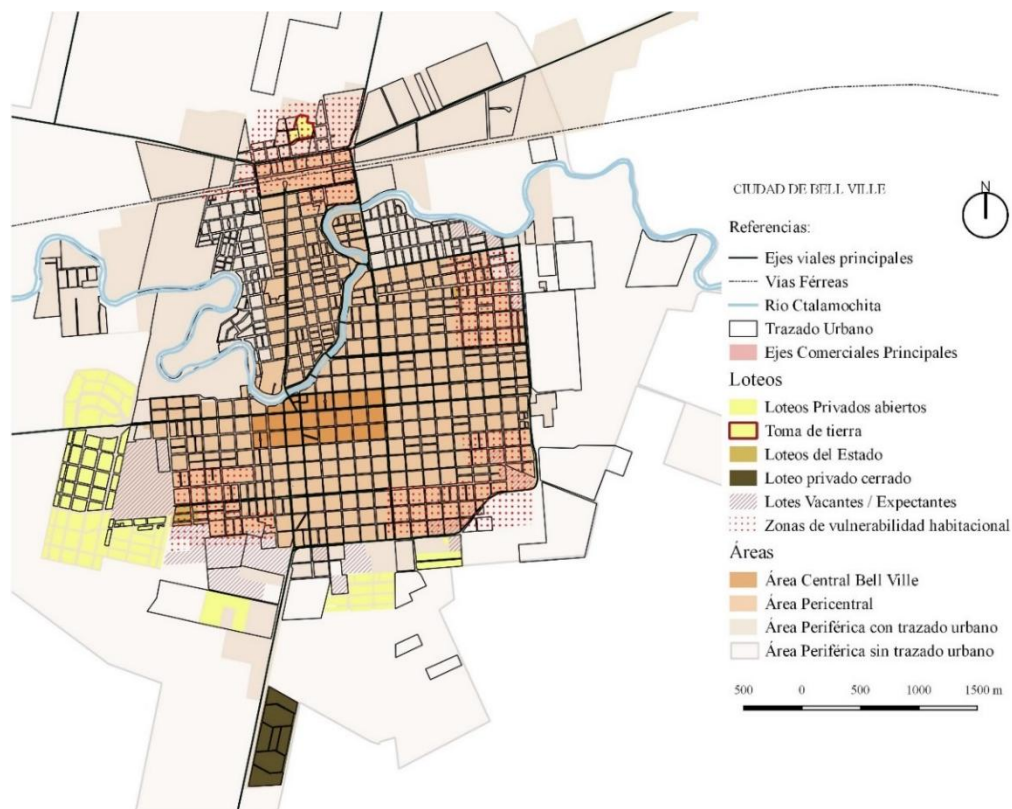 CIUDAD DE BELL VILLE
N
Referencias:
Ejes viales principales
Vias Férreas
Río Ctalamochita
Trazado Urbano
Ejes Comerciales Principales
Loteos
Loteos Privados abiertos
Toma de tierra
Loteos del Estado
Loteo privado cerrado
Lotes Vacantes / Expectantes
Zonas de vulnerabilidad habitacional
Áreas
Área Central Bell Ville
Área Pericentral
Área Periférica con trazado urbano
Área Periférica sin trazado urbano
500 0 500 1000 1500 m